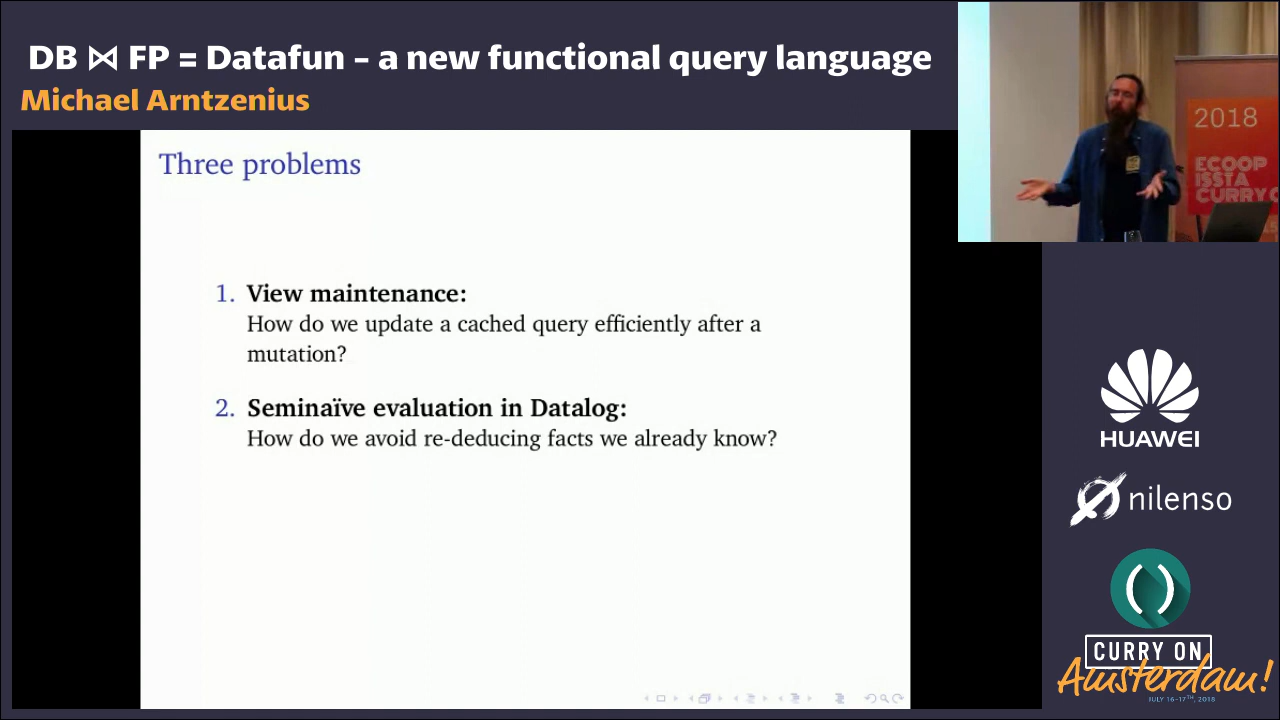 DB ⋈ FP = Datafun – a new functional query language
Michael Arntzenius
Three problems
1. View maintenance:
How do we update a cached query efficiently after a
mutation?
2. Seminaïve evaluation in Datalog:
How do we avoid re-deducing facts we already know?
2018
ECOOP
ISSTA
CURRY
HUAWEI
nilenso
( )
CURRY ON
Amsterdam!
JULY 16-17TH, 2018